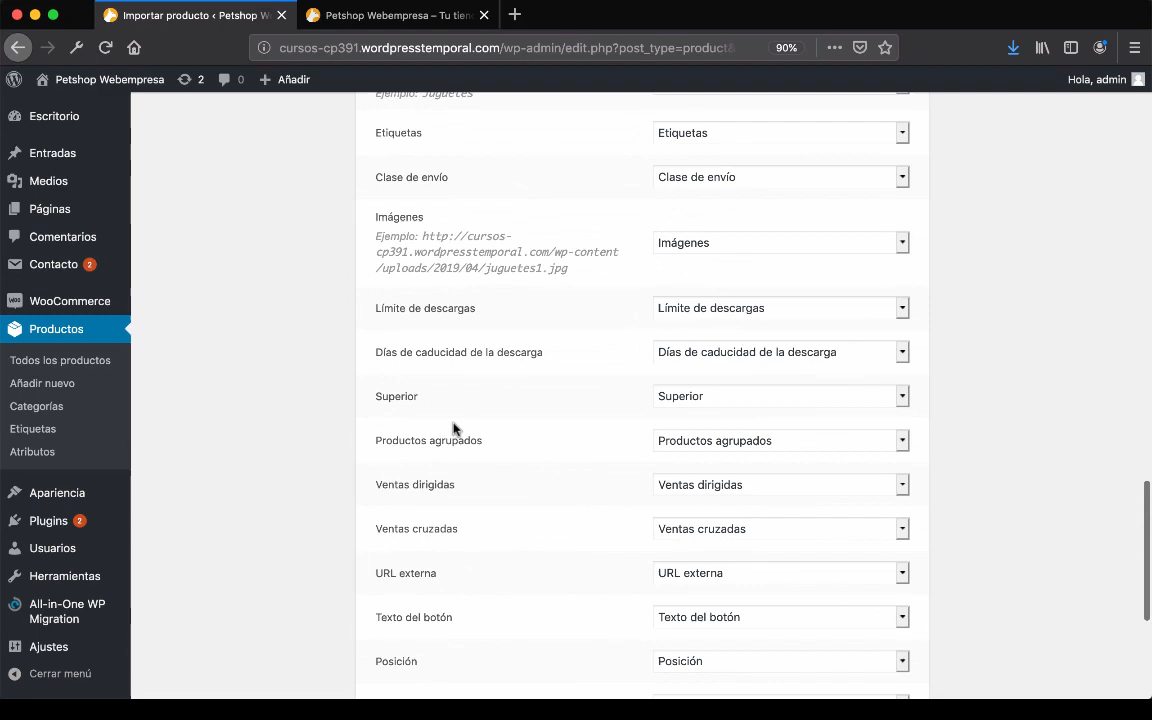 Importar producto ‹ Petshop W
Petshop Webempresa – Tu tien
cursos-cp391.wordpresstemporal.com/wp-admin/edit.php?post_type=product&
90%
Petshop Webempresa
2
0
Añadir
Hola, admin
Escritorio
Entradas
Medios
Páginas
Comentarios
Contacto 2
WooCommerce
Productos
Todos los productos
Añadir nuevo
Categorías
Etiquetas
Atributos
Apariencia
Plugins 2
Usuarios
Herramientas
All-in-One WP
Migration
Ajustes
Cerrar menú
Ejemplo: Juguetes
Etiquetas
Etiquetas
Clase de envío
Clase de envío
Imágenes
Ejemplo: http://cursos-
cp391.wordpresstemporal.com/wp-content
/uploads/2019/04/juguetes1.jpg
Imágenes
Límite de descargas
Límite de descargas
Días de caducidad de la descarga
Días de caducidad de la descarga
Superior
Superior
Productos agrupados
Productos agrupados
Ventas dirigidas
Ventas dirigidas
Ventas cruzadas
Ventas cruzadas
URL externa
URL externa
Texto del botón
Texto del botón
Posición
Posición